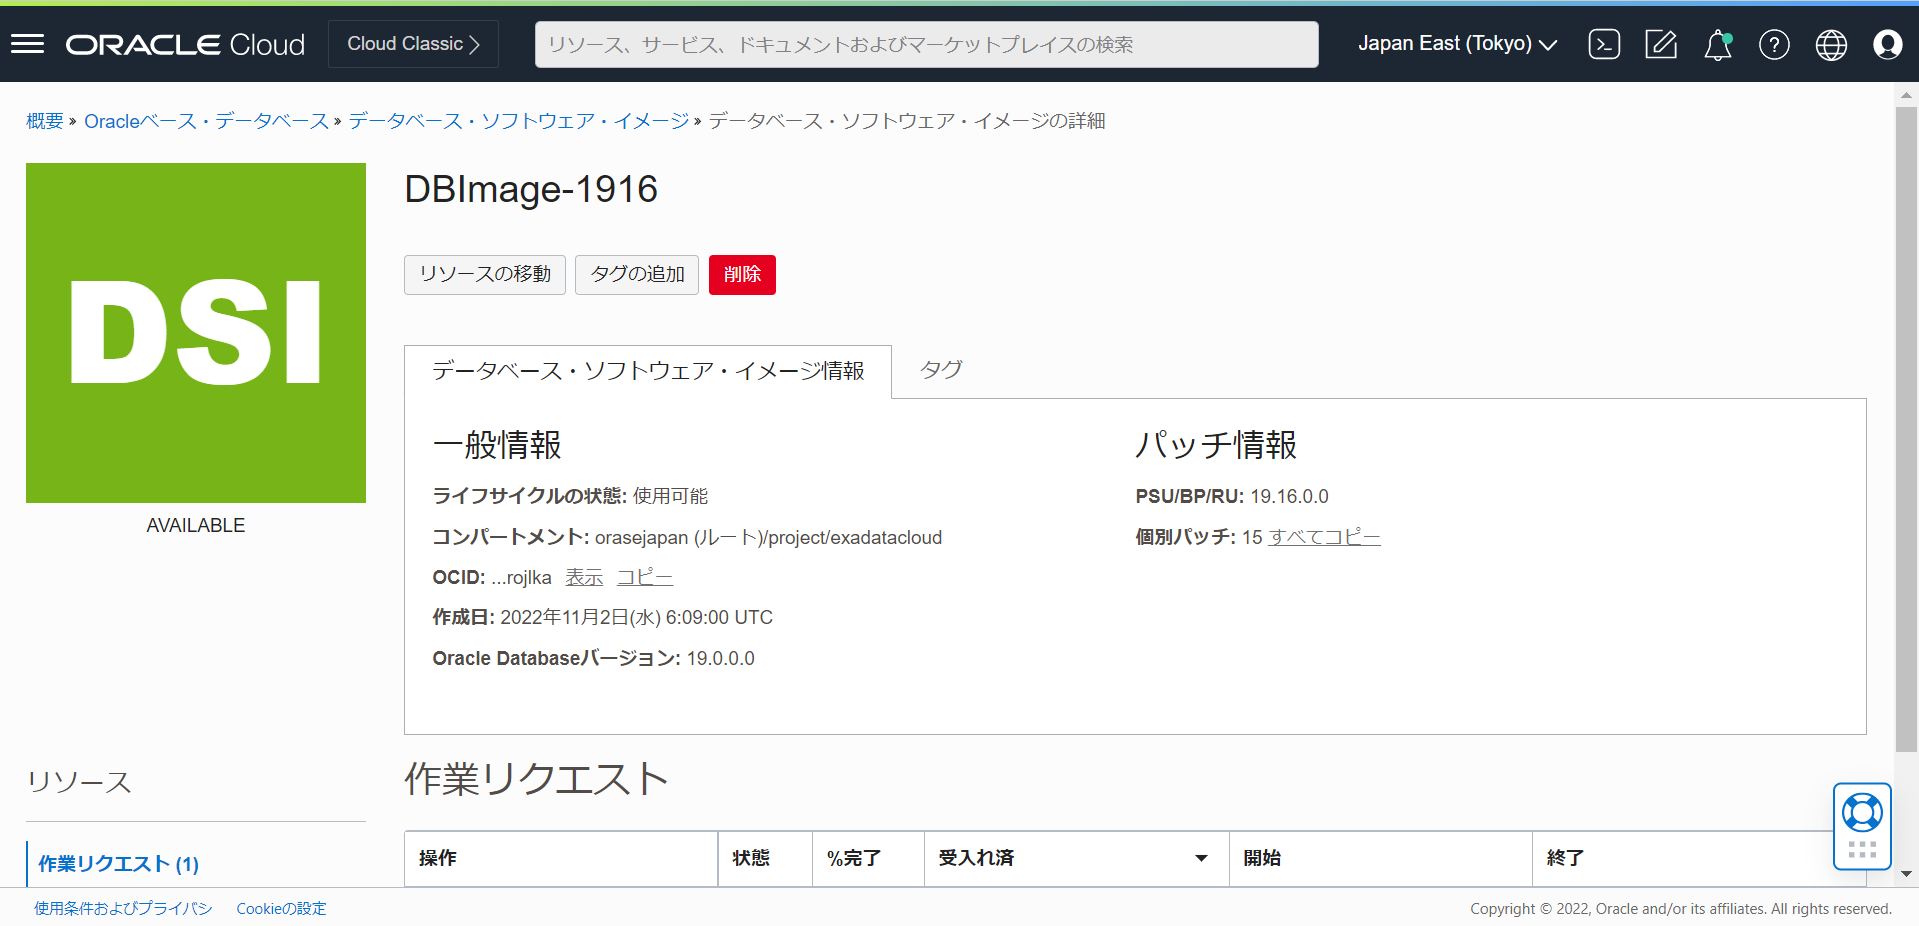 ORACLE Cloud
Cloud Classic
リソース、サービス、ドキュメントおよびマーケットプレイスの検索
Japan East (Tokyo)
概要 » Oracleベース・データベース » データベース・ソフトウェア・イメージ » データベース・ソフトウェア・イメージの詳細
DSI
AVAILABLE
DBImage-1916
リソースの移動 タグの追加 削除
データベース・ソフトウェア・イメージ情報 タグ
一般情報
ライフサイクルの状態: 使用可能
コンパートメント: orasejapan (ルート)/project/exadatacloud
OCID: ...rojlka 表示 コピー
作成日: 2022年11月2日(水) 6:09:00 UTC
Oracle Databaseバージョン: 19.0.0.0
パッチ情報
PSU/BP/RU: 19.16.0.0
個別パッチ: 15 すべてコピー
リソース
作業リクエスト (1)
作業リクエスト
操作 状態 %完了 受入れ済 開始 終了
使用条件およびプライバシ Cookieの設定
Copyright © 2022, Oracle and/or its affiliates. All rights reserved.